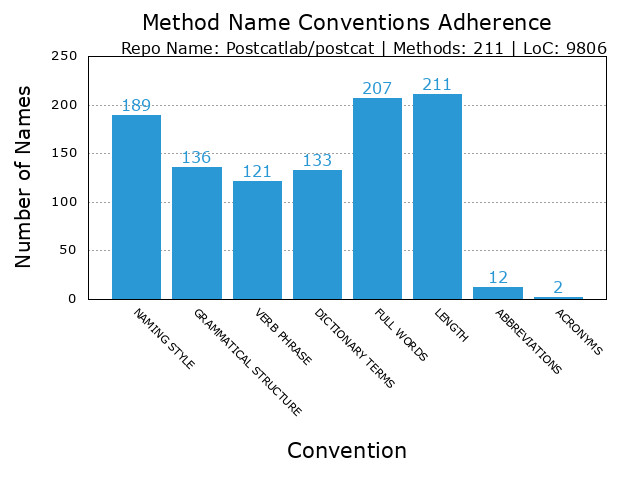 Method Name Conventions Adherence
Repo Name: Postcatlab/postcat | Methods: 211 | LoC: 9806
250
200
150
100
50
0
Number of Names
189
136
121
133
207
211
12
2
NAMING STYLE
GRAMMATICAL STRUCTURE
VERB PHRASE
DICTIONARY TERMS
FULL WORDS
LENGTH
ABBREVIATIONS
ACRONYMS
Convention